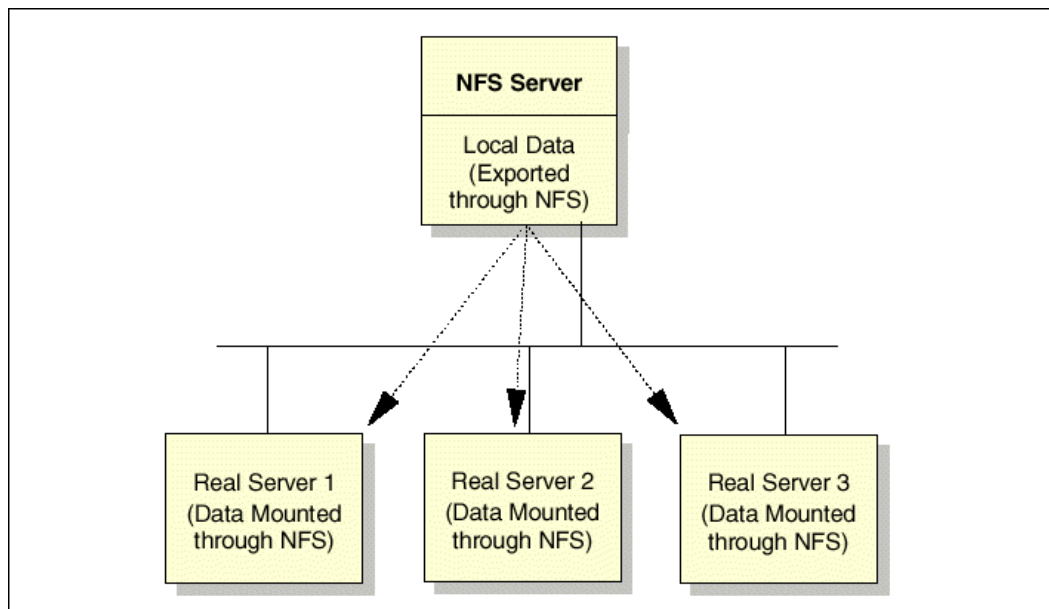 NFS Server
Local Data
(Exported
through NFS)
Real Server 1
(Data Mounted
through NFS)
Real Server 2
(Data Mounted
through NFS)
Real Server 3
(Data Mounted
through NFS)